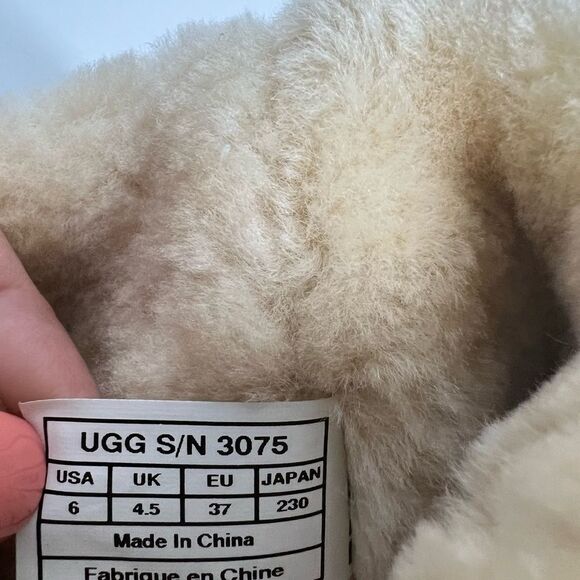 UGG S/N 3075
USA UK EU JAPAN
6 4.5 37 230
Made In China
Fabrique en Chine